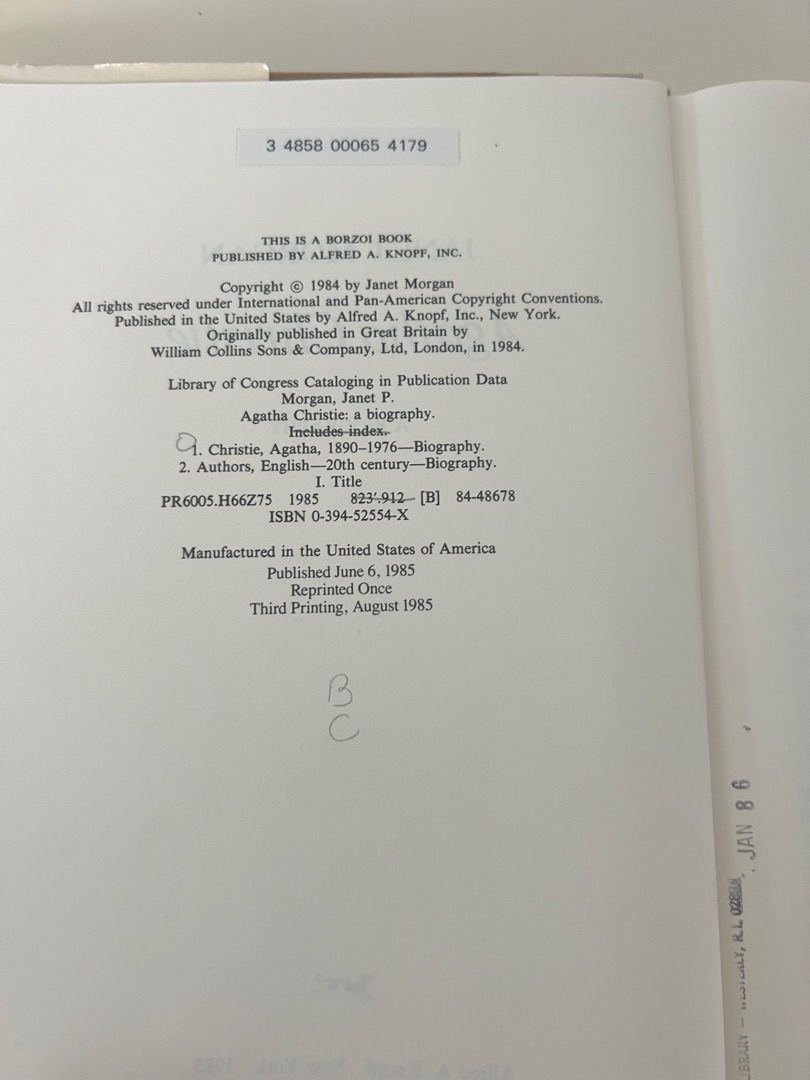 3 4858 00065 4179
THIS IS A BORZOI BOOK
PUBLISHED BY ALFRED A. KNOPF, INC.
Copyright © 1984 by Janet Morgan
All rights reserved under International and Pan-American Copyright Conventions.
Published in the United States by Alfred A. Knopf, Inc., New York.
Originally published in Great Britain by
William Collins Sons & Company, Ltd, London, in 1984.
Library of Congress Cataloging in Publication Data
Morgan, Janet P.
Agatha Christie: a biography.
Includes index.
1. Christie, Agatha, 1890–1976—Biography.
2. Authors, English—20th century—Biography.
I. Title
PR6005.H66Z75 1985 823'.912 [B] 84-48678
ISBN 0-394-52554-X
Manufactured in the United States of America
Published June 6, 1985
Reprinted Once
Third Printing, August 1985
B
C
JAN 86
LIBRARY — WESTERLY, R.I.